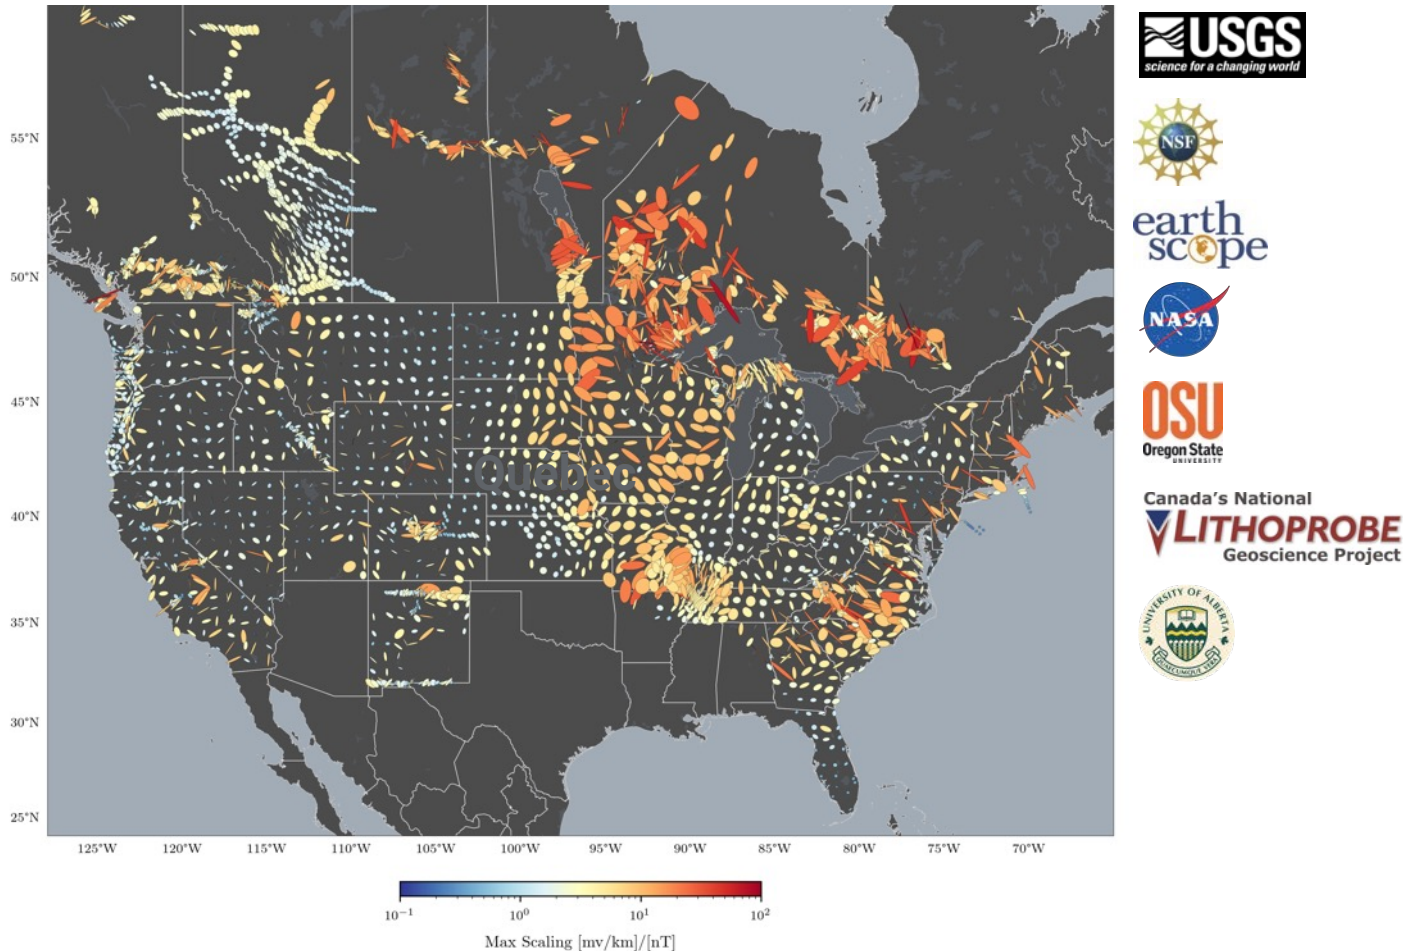 USGS
science for a changing world
NSF
earth
scope
NASA
OSU
Oregon State
UNIVERSITY
Canada's National
LITHOPROBE
Geoscience Project
UNIVERSITY OF ALBERTA
QUAECUMQUE VERA
55°N
50°N
45°N
40°N
35°N
30°N
25°N
Quebec
125°W 120°W 115°W 110°W 105°W 100°W 95°W 90°W 85°W 80°W 75°W 70°W
10⁻¹ 10⁰ 10¹ 10²
Max Scaling [mv/km]/[nT]